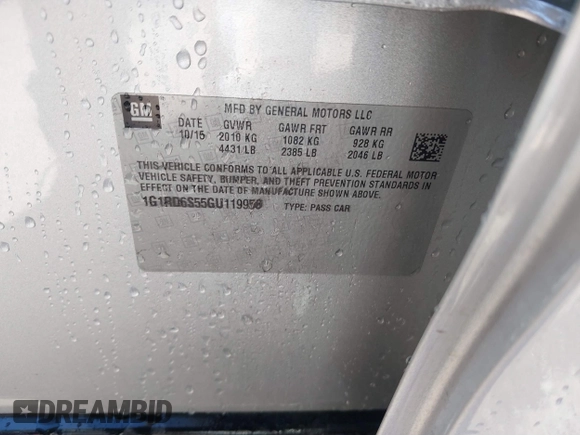 GM
MFD BY GENERAL MOTORS LLC
DATE GVWR GAWR FRT GAWR RR
10/15 2010 KG 1082 KG 928 KG
4431 LB 2385 LB 2046 LB
THIS VEHICLE CONFORMS TO ALL APPLICABLE U.S. FEDERAL MOTOR
VEHICLE SAFETY, BUMPER, AND THEFT PREVENTION STANDARDS IN
EFFECT ON THE DATE OF MANUFACTURE SHOWN ABOVE.
1G1RD6S55GU119956 TYPE: PASS CAR
DREAMBID